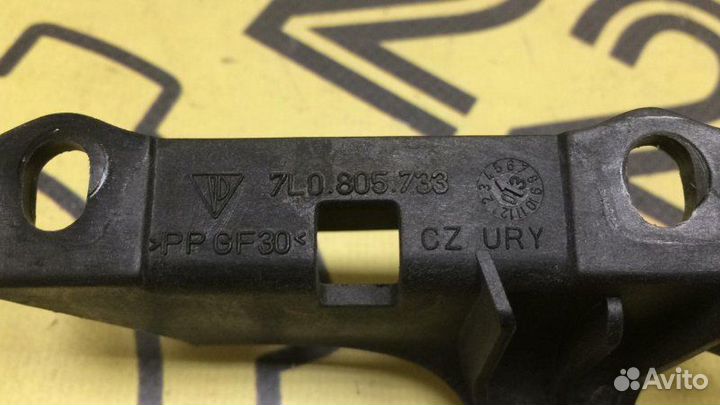 7L0.805.733
>PP GF30< CZ URY
Avito